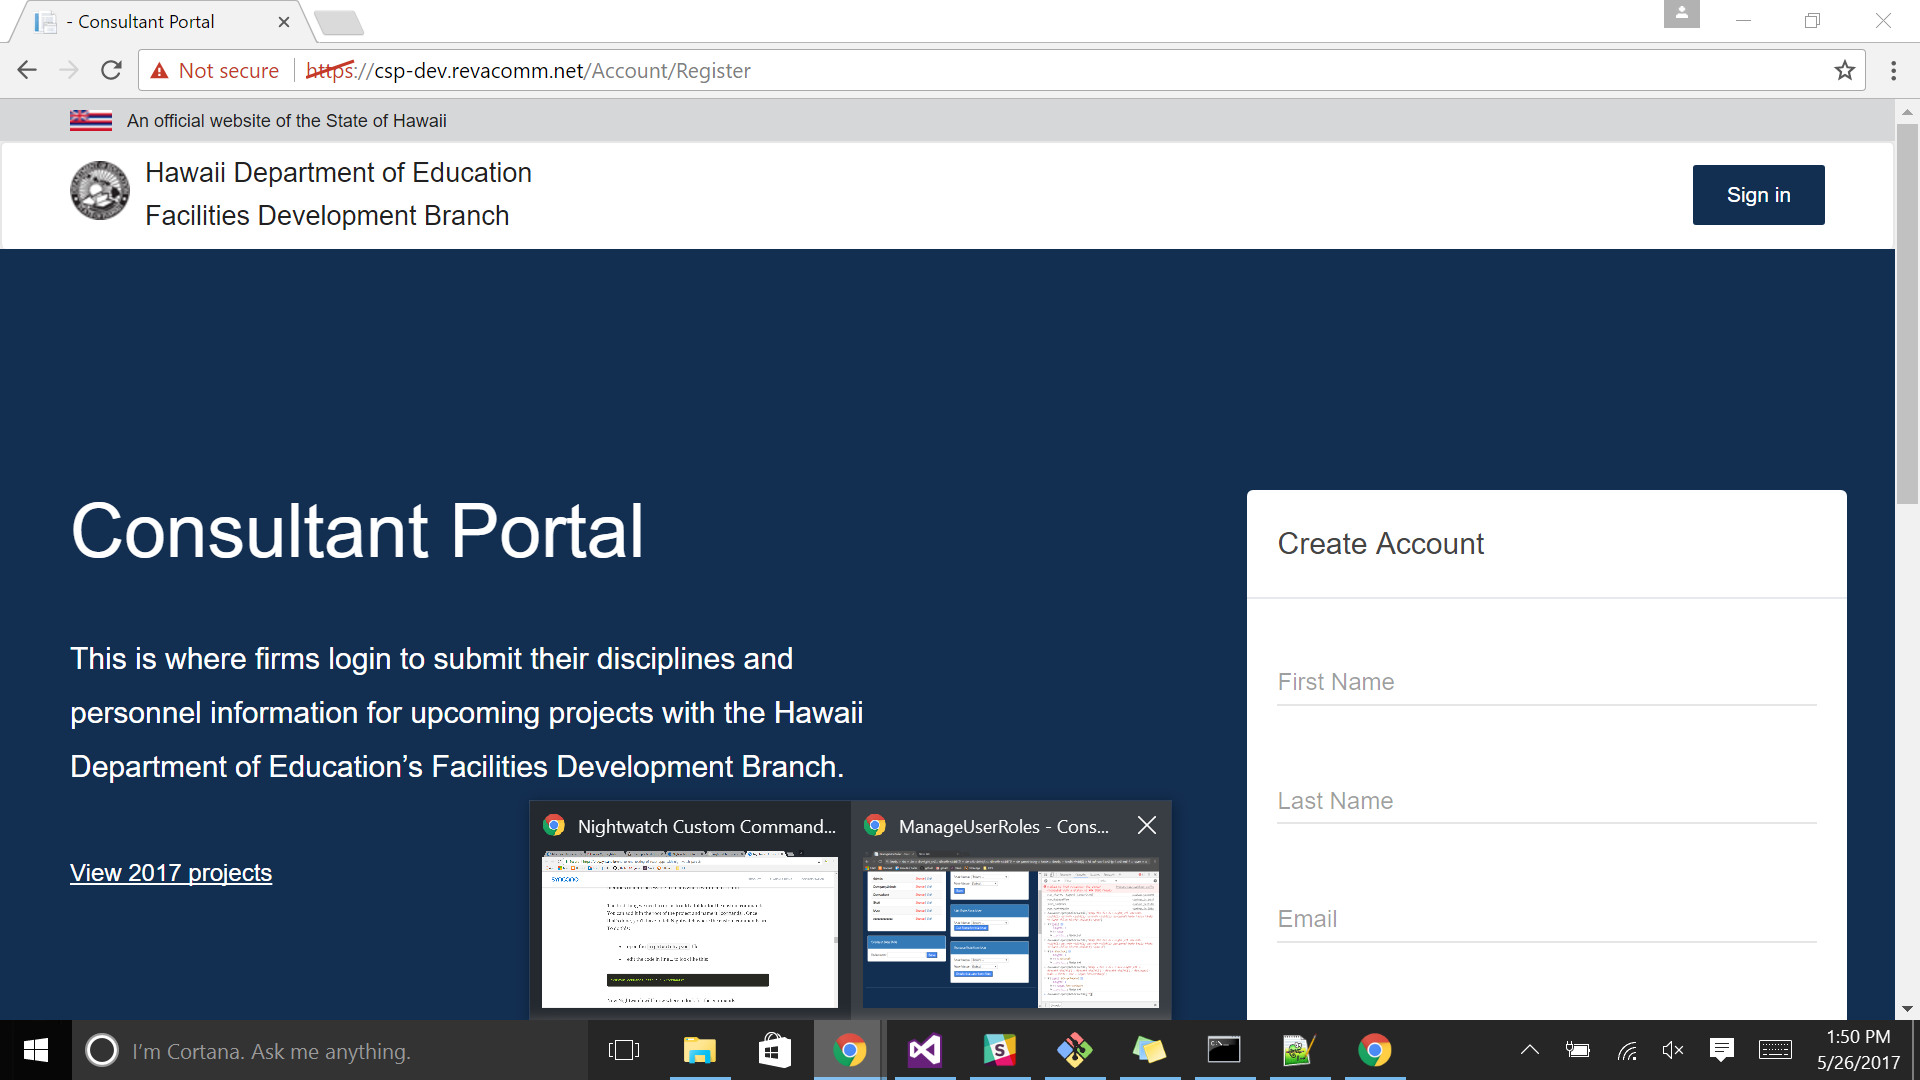 - Consultant Portal
Not secure
https://csp-dev.revacomm.net/Account/Register
An official website of the State of Hawaii
Hawaii Department of Education
Facilities Development Branch
Sign in
Consultant Portal
Create Account
This is where firms login to submit their disciplines and
personnel information for upcoming projects with the Hawaii
Department of Education’s Facilities Development Branch.
View 2017 projects
First Name
Last Name
Email
Nightwatch Custom Command...
ManageUserRoles - Cons...
I'm Cortana. Ask me anything.
1:50 PM
5/26/2017